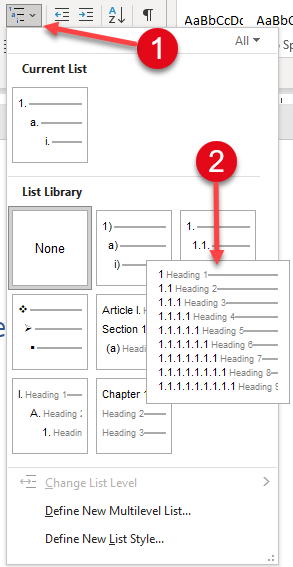 AaBbCcDc AaBbC
All
1
Current List
1.
a.
i.
2
List Library
None
1)
a)
i)
1.
1.1.
1 Heading 1
1.1 Heading 2
1.1.1 Heading 3
1.1.1.1 Heading 4
1.1.1.1.1 Heading 5
1.1.1.1.1.1 Heading 6
1.1.1.1.1.1.1 Heading 7
1.1.1.1.1.1.1.1 Heading 8
1.1.1.1.1.1.1.1.1 Heading 9
Article I.
Section 1
(a) Heading
I. Heading 1
A. Heading 2
1. Headin
Chapter 1
Heading 2
Heading 3
Change List Level
Define New Multilevel List...
Define New List Style...